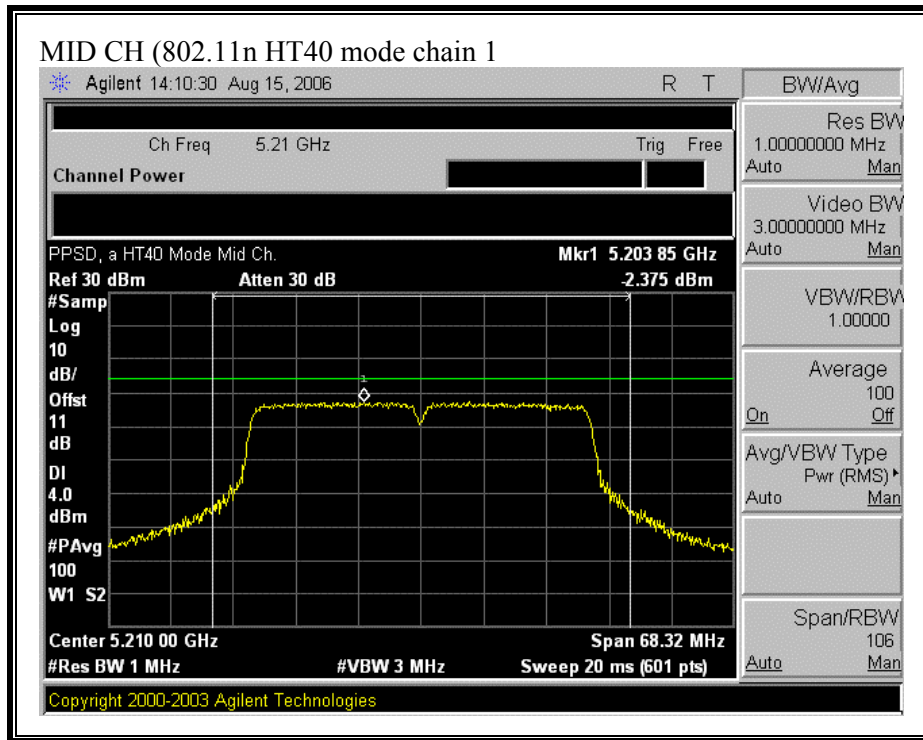 MID CH (802.11n HT40 mode chain 1
Agilent 14:10:30 Aug 15, 2006 R T
Ch Freq 5.21 GHz Trig Free
Channel Power
PPSD, a HT40 Mode Mid Ch. Mkr1 5.203 85 GHz
Ref 30 dBm Atten 30 dB -2.375 dBm
#Samp
Log
10
dB/
Offst
11
dB
DI
4.0
dBm
#PAvg
100
W1 S2
1
Center 5.210 00 GHz Span 68.32 MHz
#Res BW 1 MHz #VBW 3 MHz Sweep 20 ms (601 pts)
Copyright 2000-2003 Agilent Technologies
BW/Avg
Res BW
1.00000000 MHz
Auto Man
Video BW
3.00000000 MHz
Auto Man
VBW/RBW
1.00000
Average
100
On Off
Avg/VBW Type
Pwr (RMS)
Auto Man
Span/RBW
106
Auto Man